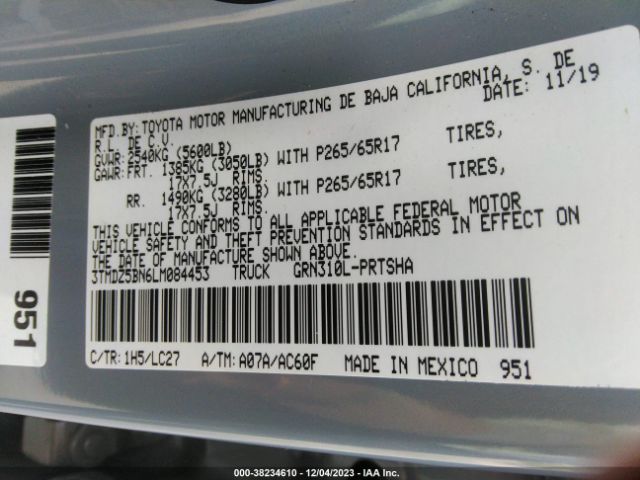 MFD.BY:TOYOTA MOTOR MANUFACTURING DE BAJA CALIFORNIA, S. DE
R.L. DE C.V. DATE: 11/19
GVWR:2540KG (5600LB)
GAWR:FRT. 1385KG (3050LB) WITH P265/65R17 TIRES,
17X7.5J RIMS.
RR. 1490KG (3280LB) WITH P265/65R17 TIRES,
17X7.5J RIMS.
THIS VEHICLE CONFORMS TO ALL APPLICABLE FEDERAL MOTOR
VEHICLE SAFETY AND THEFT PREVENTION STANDARDS IN EFFECT ON
THE DATE OF MANUFACTURE SHOWN ABOVE.
3TMDZ5BN6LM084453 TRUCK GRN310L-PRTSHA
C/TR: 1H5/LC27 A/TM: A07A/AC60F MADE IN MEXICO 951
951
000-38234610 - 12/04/2023 - IAA Inc.